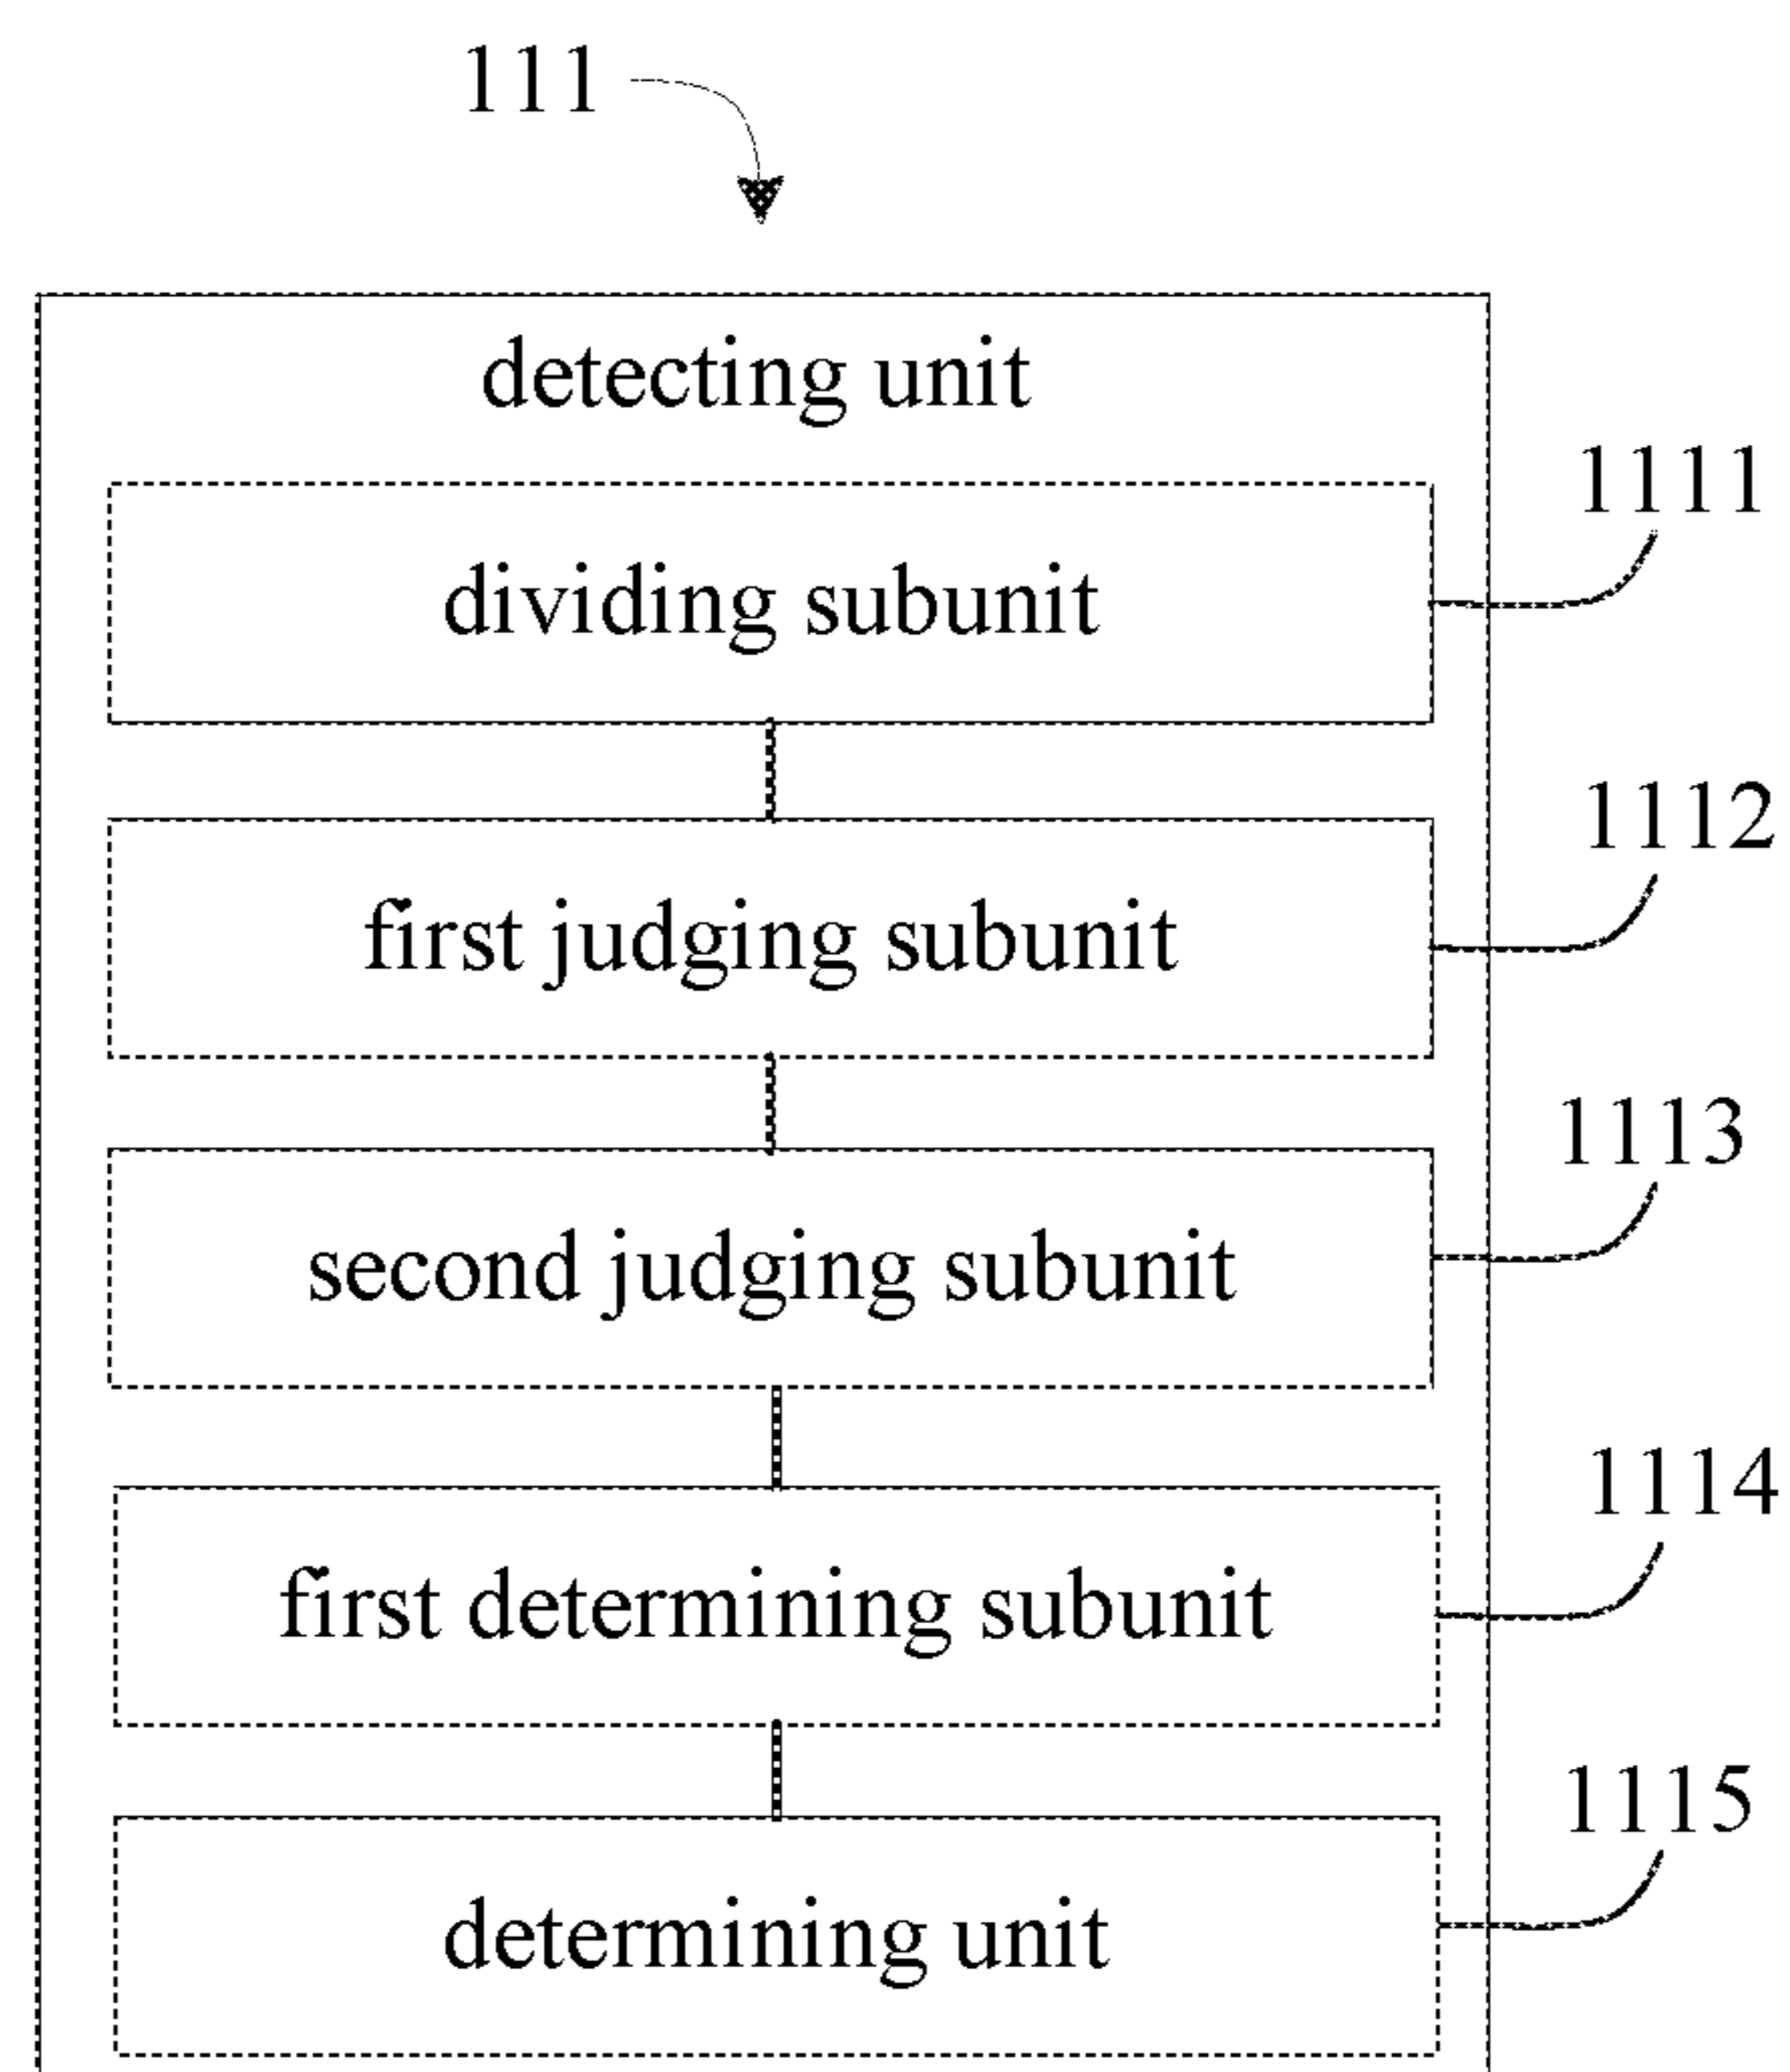 111
detecting unit
1111
dividing subunit
1112
first judging subunit
1113
second judging subunit
1114
first determining subunit
1115
determining unit